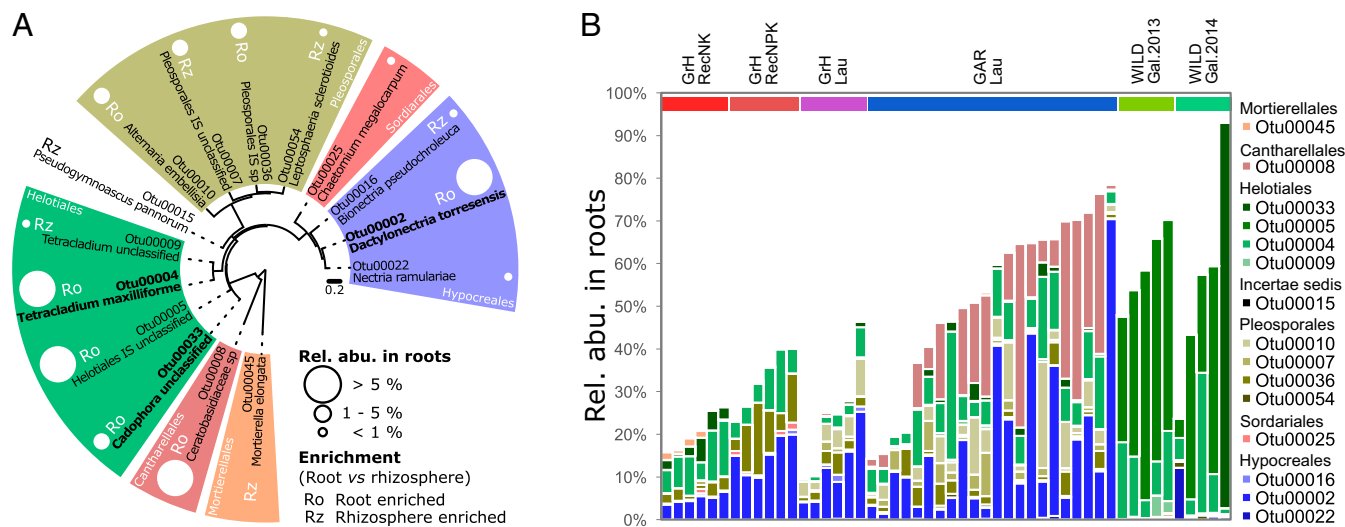 A
Ro
Alternaria embellisia
Otu00010
Rz
Pleosporales IS unclassified
Otu00007
Ro
Pleosporales IS sp
Otu00036
Rz
Leptosphaeria sclerotioides
Otu00054
Pleosporales
Otu00025
Chaetomium megalocarpum
Sordiarales
Rz
Otu00016
Bionectria pseudochroleuca
Ro
Otu00002
Dactylonectria torresensis
Otu00022
Nectria ramulariae
Hypocreales
0.2
Rz
Pseudogymnoascus pannorum
Otu00015
Helotiales
Rz
Otu00009
Tetracladium unclassified
Ro
Otu00004
Tetracladium maxilliforme
Ro
Otu00005
Helotiales IS unclassified
Ro
Otu00033
Cadophora unclassified
Cantharellales
Ro
Otu00008
Ceratobasidiaceae sp
Mortierellales
Rz
Otu00045
Mortierella elongata
Rel. abu. in roots
> 5 %
1 - 5 %
< 1 %
Enrichment
(Root vs rhizosphere)
Ro Root enriched
Rz Rhizosphere enriched
B
GrH
RecNK
GrH
RecNPK
GrH
Lau
GAR
Lau
WILD
Gal.2013
WILD
Gal.2014
Rel. abu. in roots
100%
90%
80%
70%
60%
50%
40%
30%
20%
10%
0%
Mortierellales
Otu00045
Cantharellales
Otu00008
Helotiales
Otu00033
Otu00005
Otu00004
Otu00009
Incertae sedis
Otu00015
Pleosporales
Otu00010
Otu00007
Otu00036
Otu00054
Sordariales
Otu00025
Hypocreales
Otu00016
Otu00002
Otu00022